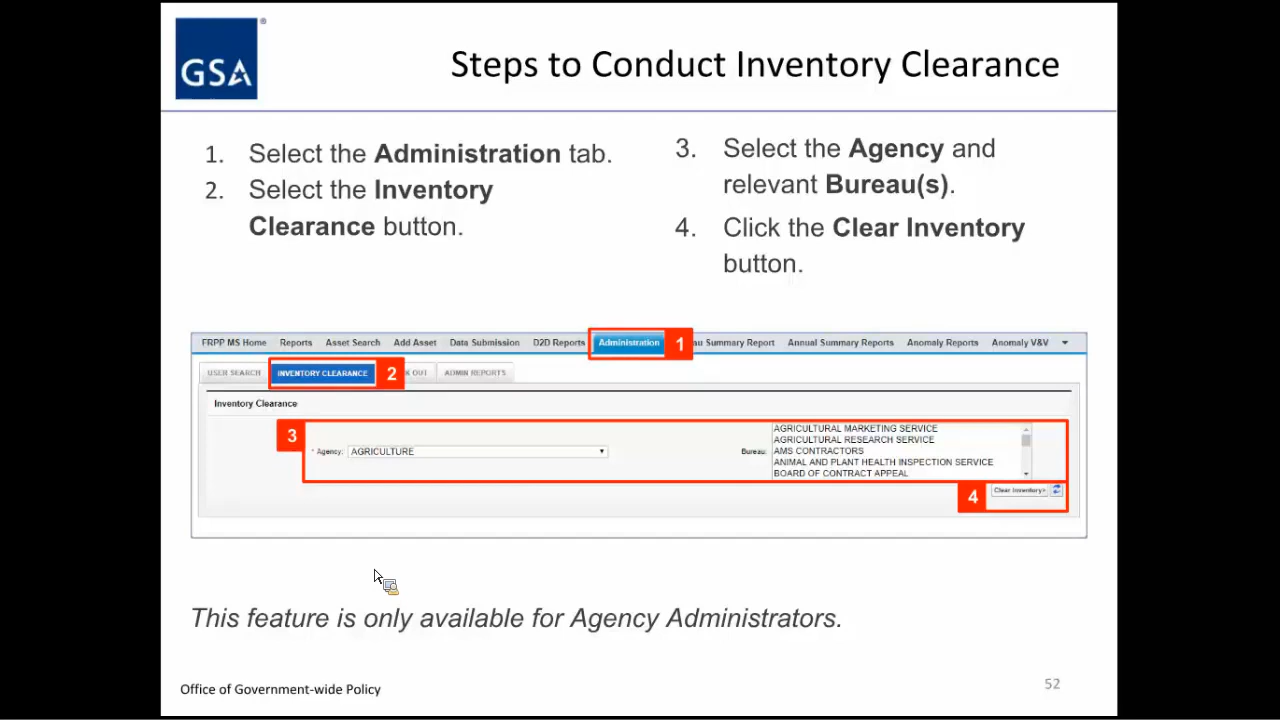 GSA
®
Steps to Conduct Inventory Clearance
1. Select the Administration tab.
2. Select the Inventory
Clearance button.
3. Select the Agency and
relevant Bureau(s).
4. Click the Clear Inventory
button.
FRPP MS Home Reports Asset Search Add Asset Data Submission D2D Reports Administration 1 Summary Report Annual Summary Reports Anomaly Reports Anomaly V&V
USER SEARCH INVENTORY CLEARANCE 2 OUT ADMIN REPORTS
Inventory Clearance
3
* Agency: AGRICULTURE
Bureau:
AGRICULTURAL MARKETING SERVICE
AGRICULTURAL RESEARCH SERVICE
AMS CONTRACTORS
ANIMAL AND PLANT HEALTH INSPECTION SERVICE
BOARD OF CONTRACT APPEAL
4 Clear Inventory
This feature is only available for Agency Administrators.
Office of Government-wide Policy
52